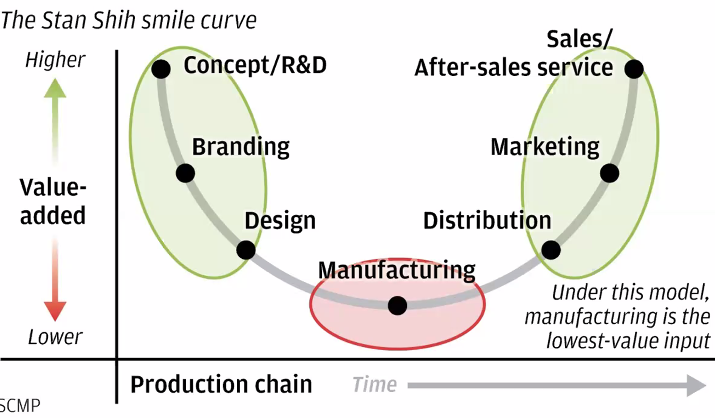 The Stan Shih smile curve
Higher
Value-
added
Lower
Concept/R&D
Branding
Design
Manufacturing
Sales/
After-sales service
Marketing
Distribution
Under this model,
manufacturing is the
lowest-value input
Production chain
Time
SCMP